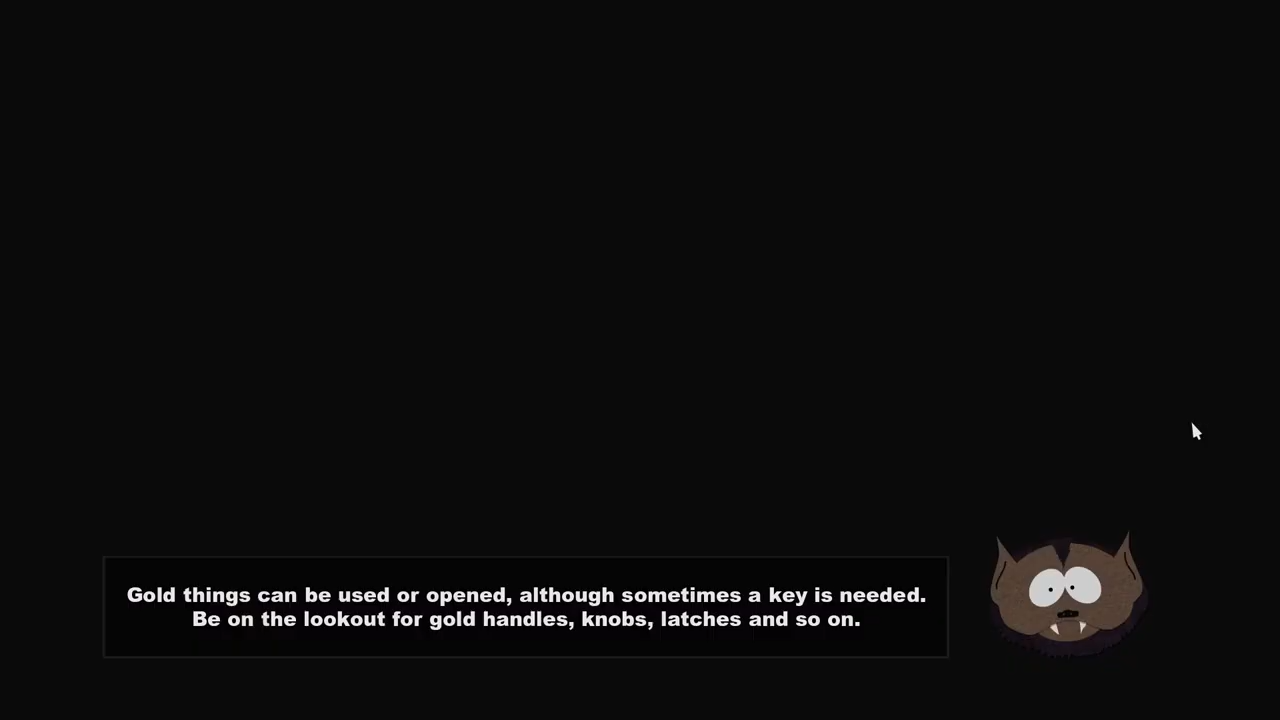 Gold things can be used or opened, although sometimes a key is needed.
Be on the lookout for gold handles, knobs, latches and so on.